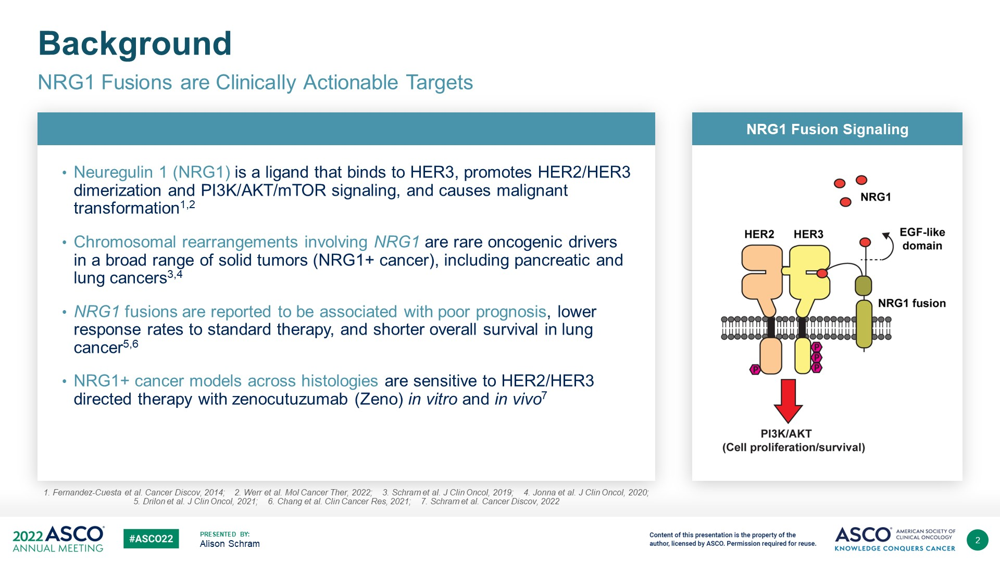 Background
NRG1 Fusions are Clinically Actionable Targets
• Neuregulin 1 (NRG1) is a ligand that binds to HER3, promotes HER2/HER3
dimerization and PI3K/AKT/mTOR signaling, and causes malignant
transformation1,2
• Chromosomal rearrangements involving NRG1 are rare oncogenic drivers
in a broad range of solid tumors (NRG1+ cancer), including pancreatic and
lung cancers3,4
• NRG1 fusions are reported to be associated with poor prognosis, lower
response rates to standard therapy, and shorter overall survival in lung
cancer5,6
• NRG1+ cancer models across histologies are sensitive to HER2/HER3
directed therapy with zenocutuzumab (Zeno) in vitro and in vivo7
NRG1 Fusion Signaling
NRG1
HER2 HER3
EGF-like
domain
NRG1 fusion
P
P
P
P
PI3K/AKT
(Cell proliferation/survival)
1. Fernandez-Cuesta et al. Cancer Discov, 2014; 2. Werr et al. Mol Cancer Ther, 2022; 3. Schram et al. J Clin Oncol, 2019; 4. Jonna et al. J Clin Oncol, 2020;
5. Drilon et al. J Clin Oncol, 2021; 6. Chang et al. Clin Cancer Res, 2021; 7. Schram et al. Cancer Discov, 2022
2022 ASCO®
ANNUAL MEETING
#ASCO22
PRESENTED BY:
Alison Schram
Content of this presentation is the property of the
author, licensed by ASCO. Permission required for reuse.
ASCO® AMERICAN SOCIETY OF
CLINICAL ONCOLOGY
KNOWLEDGE CONQUERS CANCER
2